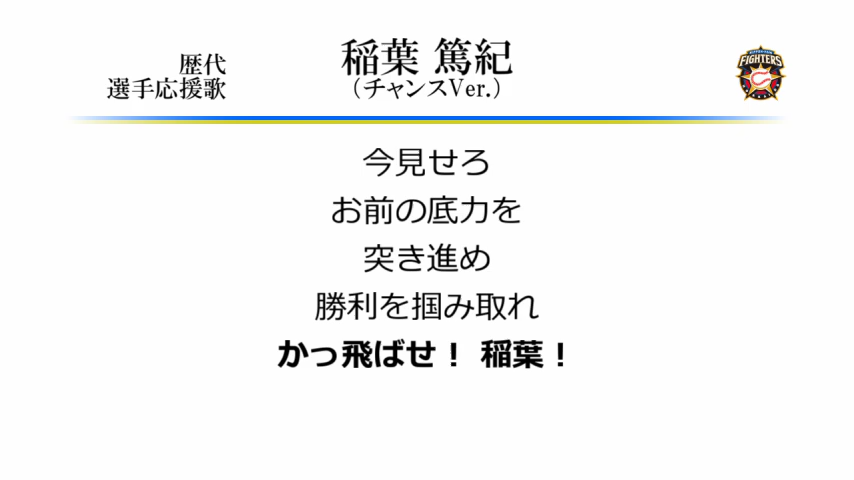 歴代
選手応援歌
稲葉 篤紀
（チャンスVer.）
FIGHTERS
今見せろ
お前の底力を
突き進め
勝利を掴み取れ
かっ飛ばせ！ 稲葉！